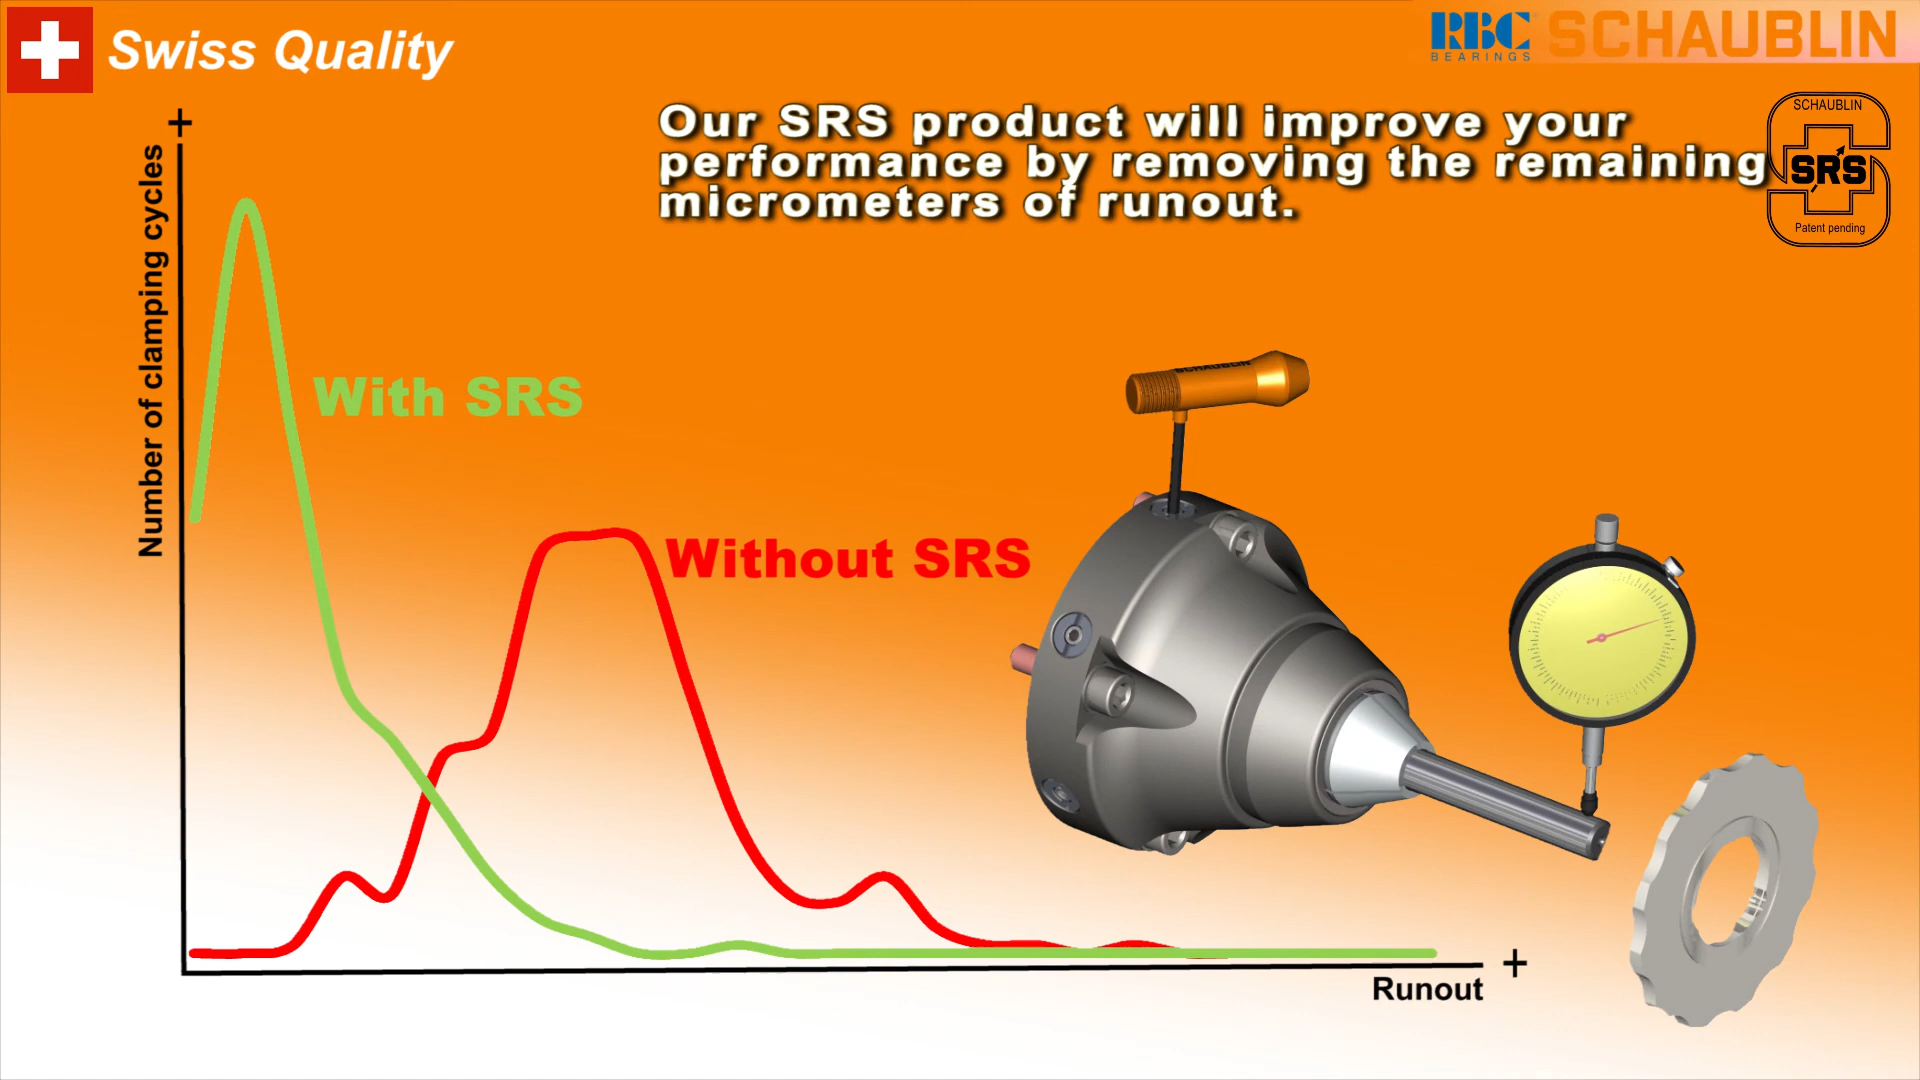 Swiss Quality
RBC
BEARINGS
SCHAUBLIN
Our SRS product will improve your
performance by removing the remaining
micrometers of runout.
SCHAUBLIN
SRS
Patent pending
+
Number of clamping cycles
With SRS
Without SRS
SCHAUBLIN
+
Runout